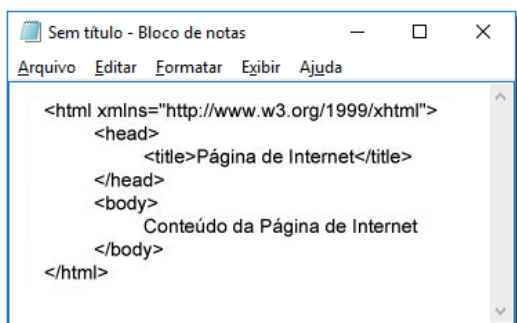 Sem título - Bloco de notas
Arquivo Editar Formatar Exibir Ajuda
<html xmlns="http://www.w3.org/1999/xhtml">
<head>
<title>Página de Internet</title>
</head>
<body>
Conteúdo da Página de Internet
</body>
</html>